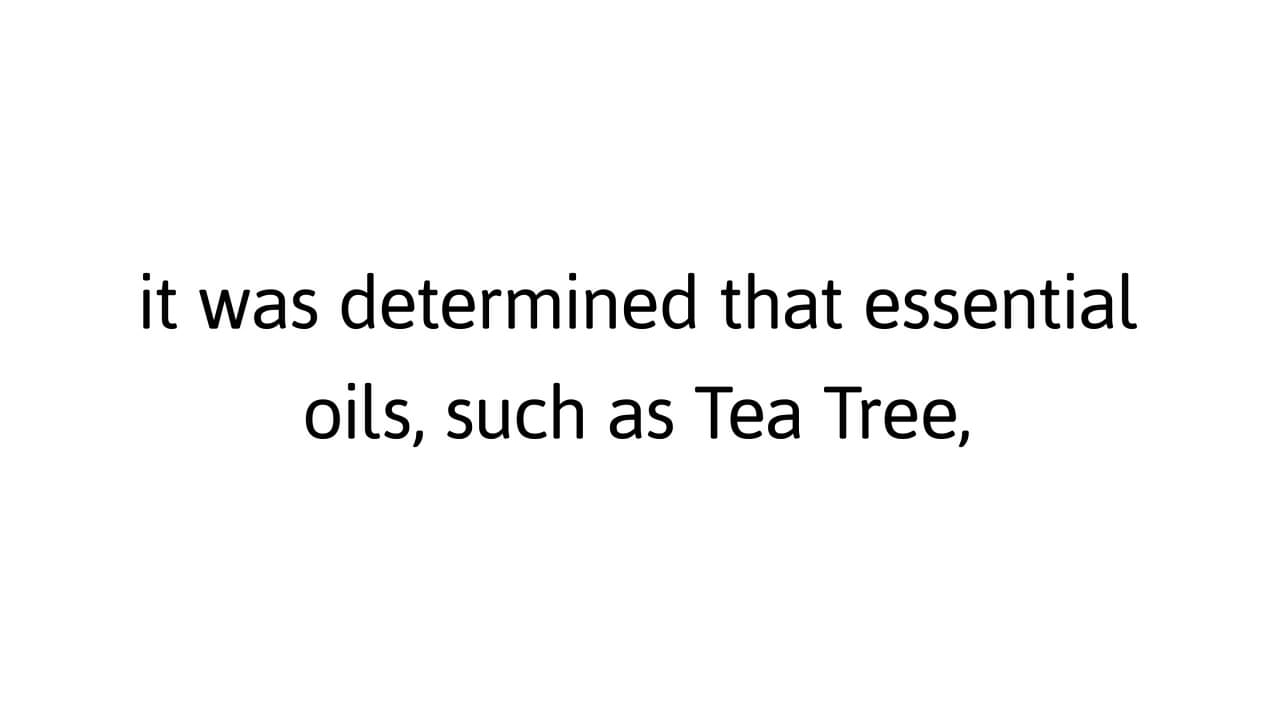 it was determined that essential
oils, such as Tea Tree,